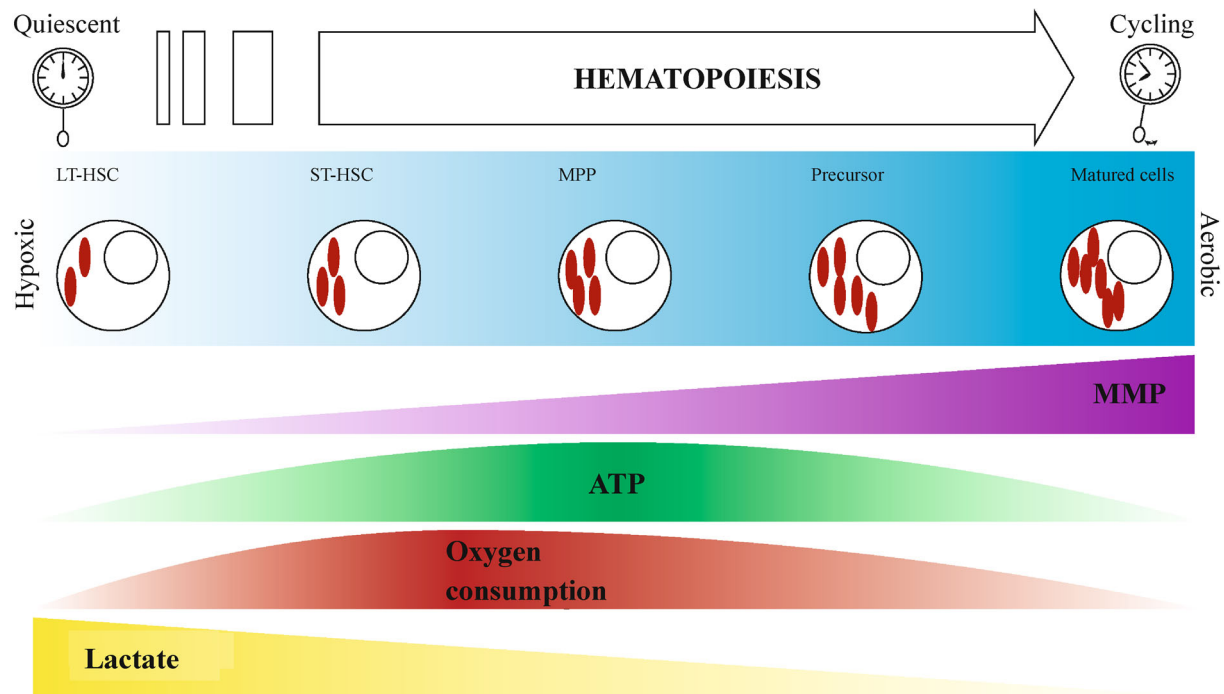 Quiescent
Cycling
HEMATOPOIESIS
LT-HSC
ST-HSC
MPP
Precursor
Matured cells
Hypoxic
Aerobic
MMP
ATP
Oxygen
consumption
Lactate